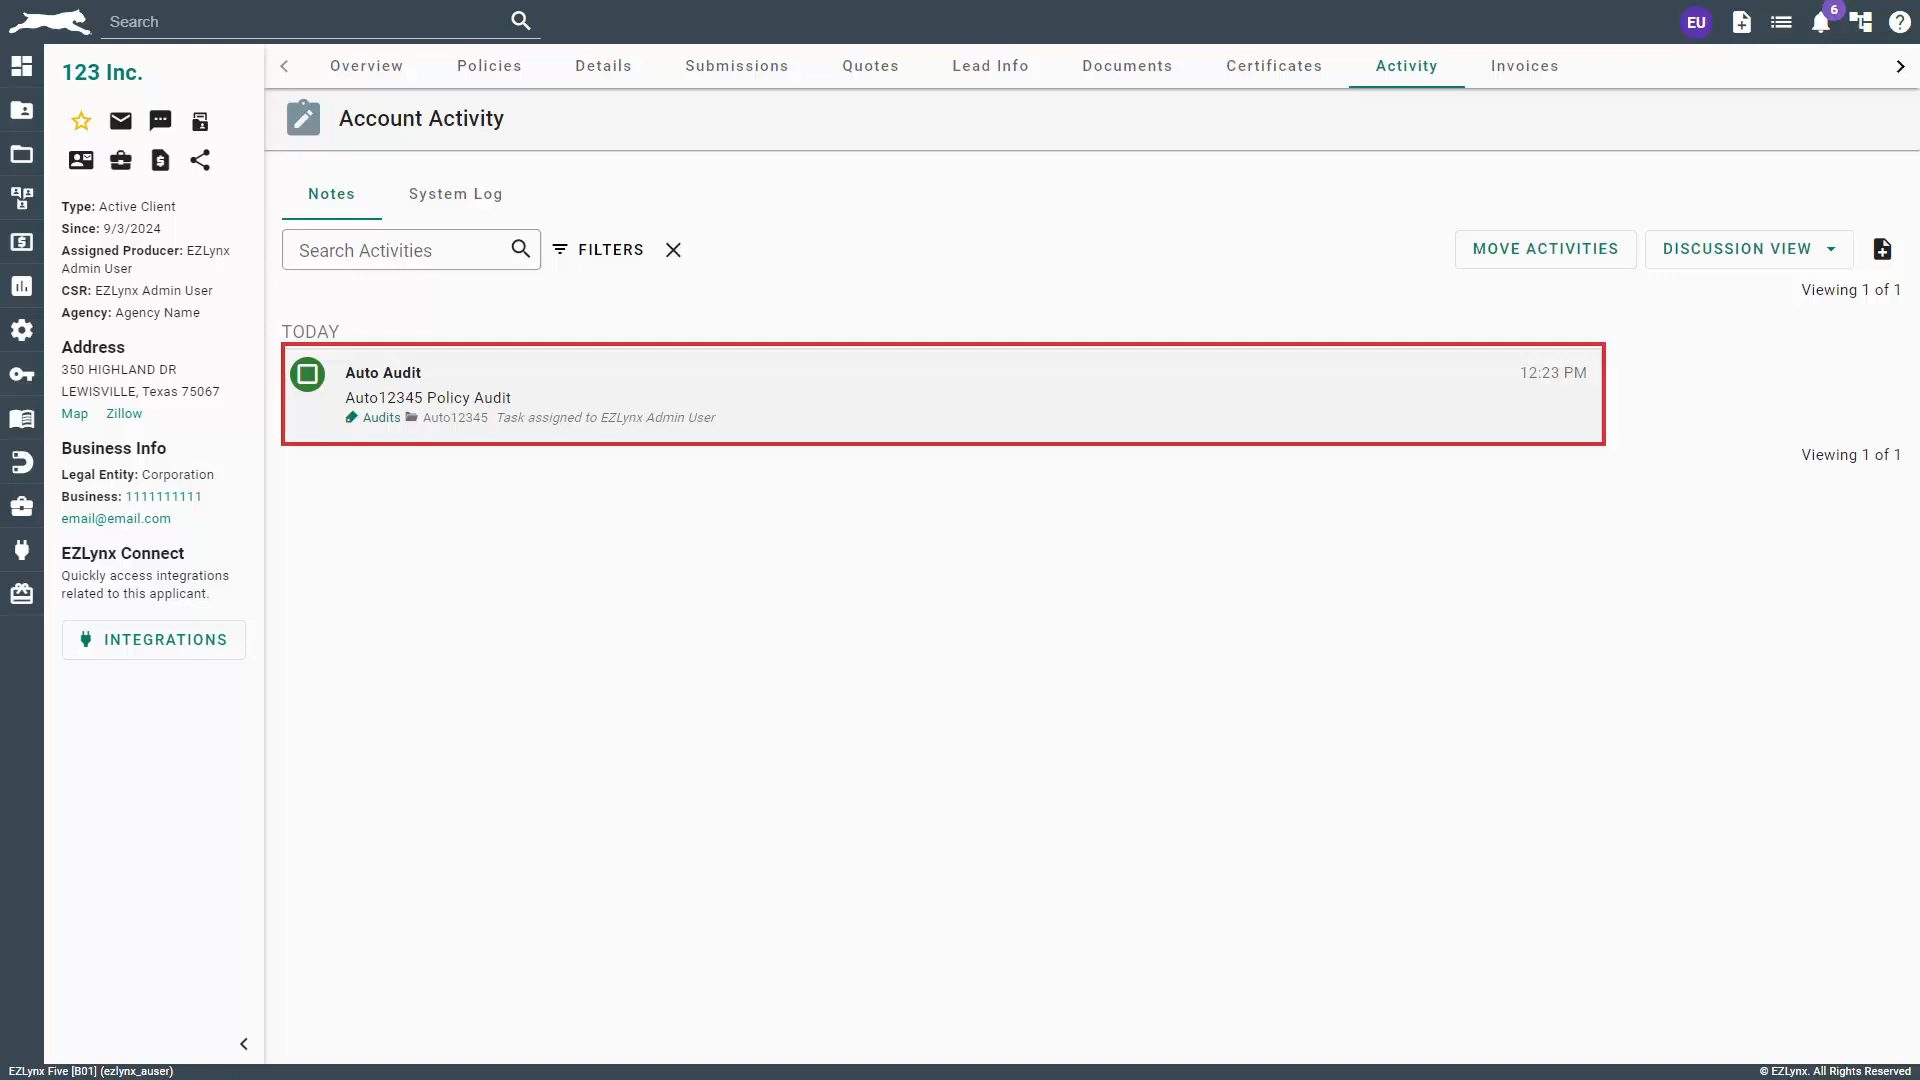 Search
EU
6
123 Inc.
Overview
Policies
Details
Submissions
Quotes
Lead Info
Documents
Certificates
Activity
Invoices
Account Activity
Type: Active Client
Since: 9/3/2024
Assigned Producer: EZLynx
Admin User
CSR: EZLynx Admin User
Agency: Agency Name
Address
350 HIGHLAND DR
LEWISVILLE, Texas 75067
Map Zillow
Business Info
Legal Entity: Corporation
Business: 1111111111
email@email.com
EZLynx Connect
Quickly access integrations
related to this applicant.
INTEGRATIONS
Notes
System Log
Search Activities
FILTERS
MOVE ACTIVITIES
DISCUSSION VIEW
Viewing 1 of 1
TODAY
Auto Audit
12:23 PM
Auto12345 Policy Audit
Audits Auto12345 Task assigned to EZLynx Admin User
Viewing 1 of 1
EZLynx Five [B01] (ezlynx_auser)
© EZLynx. All Rights Reserved